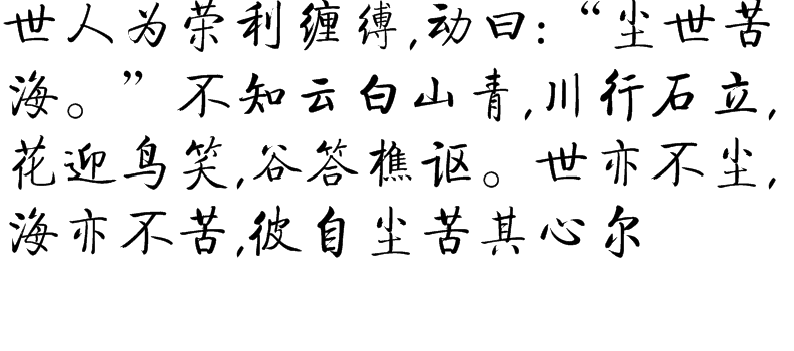 世人为荣利缠缚,动曰:“尘世苦
海。”不知云白山青,川行石立,
花迎鸟笑,谷答樵讴。世亦不尘,
海亦不苦,彼自尘苦其心尔